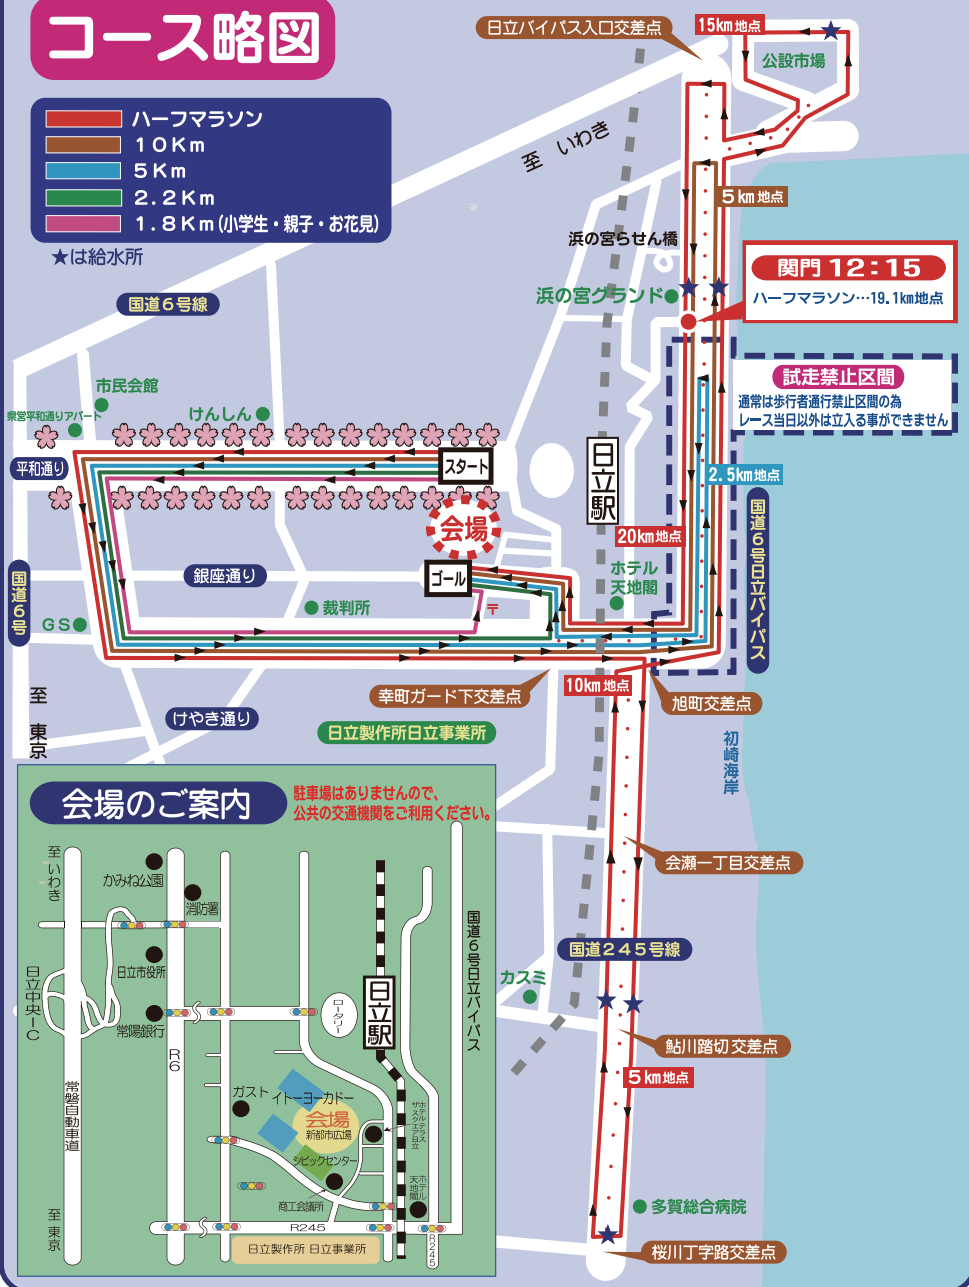 コース略図
ハーフマラソン
10Km
5Km
2.2Km
1.8Km(小学生・親子・お花見)
★は給水所
日立バイパス入口交差点
15km地点
公設市場
至 いわき
5km地点
浜の宮らせん橋
関門12:15
ハーフマラソン…19.1km地点
浜の宮グランド
国道6号線
試走禁止区間
通常は歩行者通行禁止区間の為
レース当日以外は立入る事ができません
市民会館
県営平和通りアパート
けんしん
平和通り
スタート
日立駅
2.5km地点
会場
20km地点
国道6号日立バイパス
銀座通り
ゴール
ホテル
天地閣
国道6号
裁判所
〒
GS
幸町ガード下交差点
10km地点
旭町交差点
至 東京
けやき通り
日立製作所日立事業所
初崎海岸
会瀬一丁目交差点
国道245号線
カスミ
鮎川踏切交差点
5km地点
多賀総合病院
桜川丁字路交差点
会場のご案内
駐車場はありませんので、
公共の交通機関をご利用ください。
至いわき
かみね公園
消防署
国道6号日立バイパス
日立市役所
日立中央IC
常陽銀行
ロータリー
日立駅
R6
常磐自動車道
ガスト
イトーヨーカドー
会場
新都市広場
ホテルテラス
ザスクエア日立
シビックセンター
商工会議所
ホテル
天地閣
至東京
R245
R245
日立製作所 日立事業所